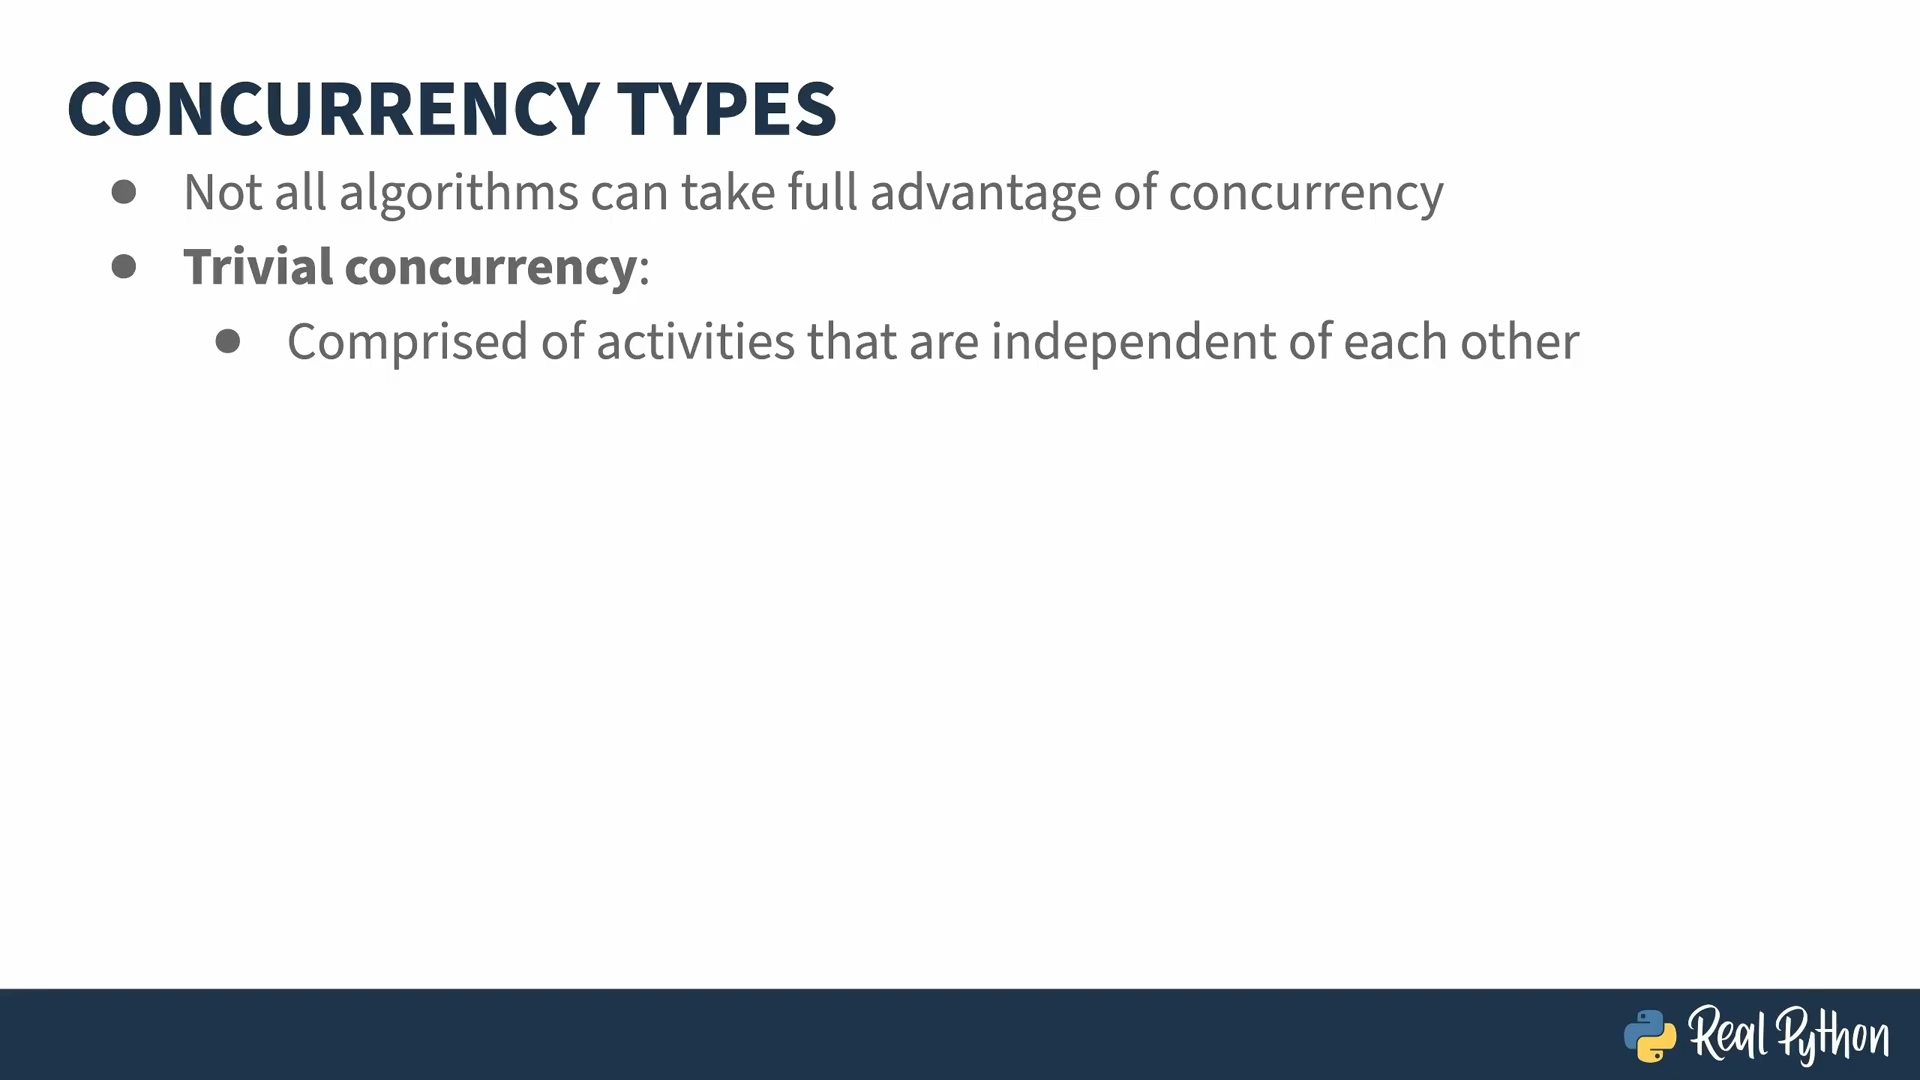 CONCURRENCY TYPES
● Not all algorithms can take full advantage of concurrency
● Trivial concurrency:
● Comprised of activities that are independent of each other
Real Python